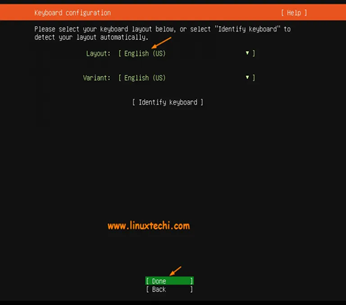 Keyboard configuration [ Help ]
Please select your keyboard layout below, or select "Identify keyboard" to
detect your layout automatically.
Layout: [ English (US) ▾ ]
Variant: [ English (US) ▾ ]
[ Identify keyboard ]
www.linuxtechi.com
[ Done ]
[ Back ]